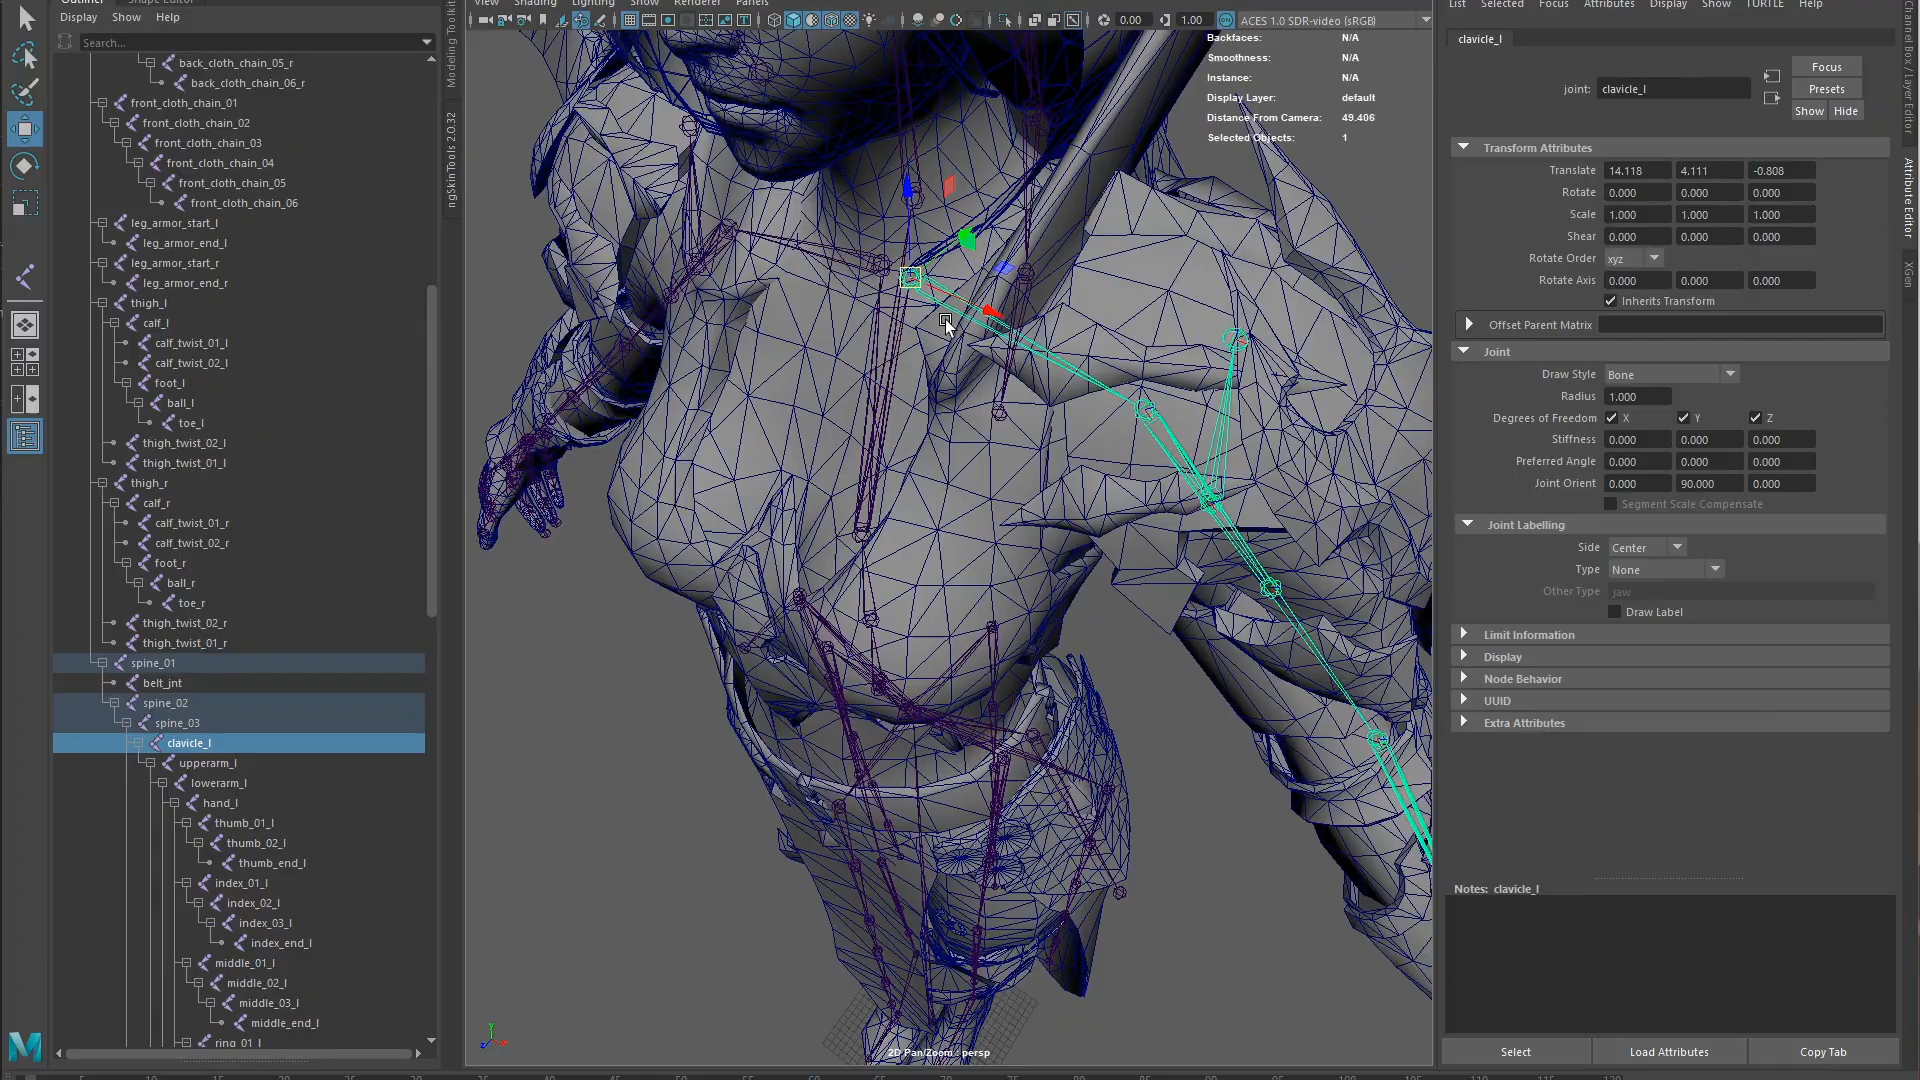 Display Show Help
Search...
back_cloth_chain_05_r
back_cloth_chain_06_r
front_cloth_chain_01
front_cloth_chain_02
front_cloth_chain_03
front_cloth_chain_04
front_cloth_chain_05
front_cloth_chain_06
leg_armor_start_l
leg_armor_end_l
leg_armor_start_r
leg_armor_end_r
thigh_l
calf_l
calf_twist_01_l
calf_twist_02_l
foot_l
ball_l
toe_l
thigh_twist_02_l
thigh_twist_01_l
thigh_r
calf_r
calf_twist_01_r
calf_twist_02_r
foot_r
ball_r
toe_r
thigh_twist_02_r
thigh_twist_01_r
spine_01
belt_jnt
spine_02
spine_03
clavicle_l
upperarm_l
lowerarm_l
hand_l
thumb_01_l
thumb_02_l
thumb_end_l
index_01_l
index_02_l
index_03_l
index_end_l
middle_01_l
middle_02_l
middle_03_l
middle_end_l
ring_01_l
Modeling Toolkit
ngSkinTools 2.0.32
View Shading Lighting Show Renderer Panels
0.00 1.00 ACES 1.0 SDR-video (sRGB)
Backfaces: N/A
Smoothness: N/A
Instance: N/A
Display Layer: default
Distance From Camera: 49.406
Selected Objects: 1
2D Pan/Zoom : persp
List Selected Focus Attributes Display Show TURTLE Help
clavicle_l
joint: clavicle_l
Focus
Presets
Show Hide
Transform Attributes
Translate 14.118 4.111 -0.808
Rotate 0.000 0.000 0.000
Scale 1.000 1.000 1.000
Shear 0.000 0.000 0.000
Rotate Order xyz
Rotate Axis 0.000 0.000 0.000
Inherits Transform
Offset Parent Matrix
Joint
Draw Style Bone
Radius 1.000
Degrees of Freedom X Y Z
Stiffness 0.000 0.000 0.000
Preferred Angle 0.000 0.000 0.000
Joint Orient 0.000 90.000 0.000
Segment Scale Compensate
Joint Labelling
Side Center
Type None
Other Type jaw
Draw Label
Limit Information
Display
Node Behavior
UUID
Extra Attributes
Notes: clavicle_l
Select Load Attributes Copy Tab
Channel Box / Layer Editor
Attribute Editor
XGen